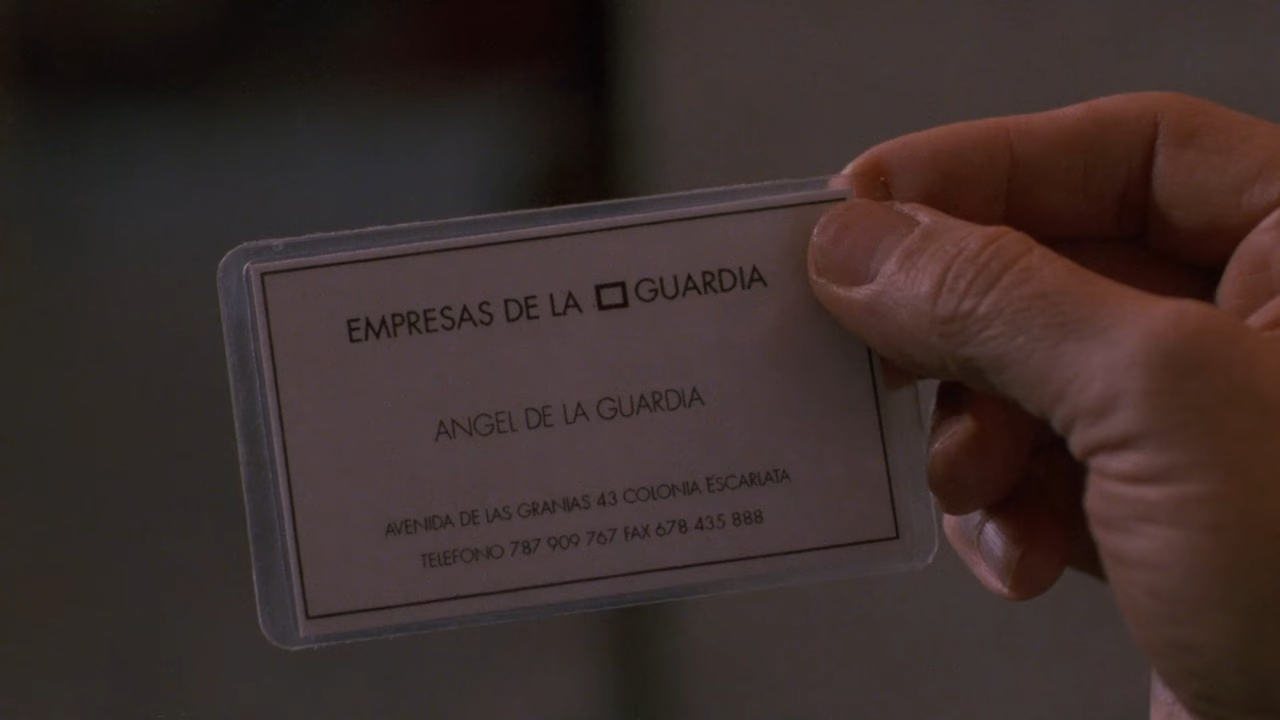 EMPRESAS DE LA GUARDIA
ANGEL DE LA GUARDIA
AVENIDA DE LAS GRANIAS 43 COLONIA ESCARLATA
TELEFONO 787 909 767 FAX 678 435 888